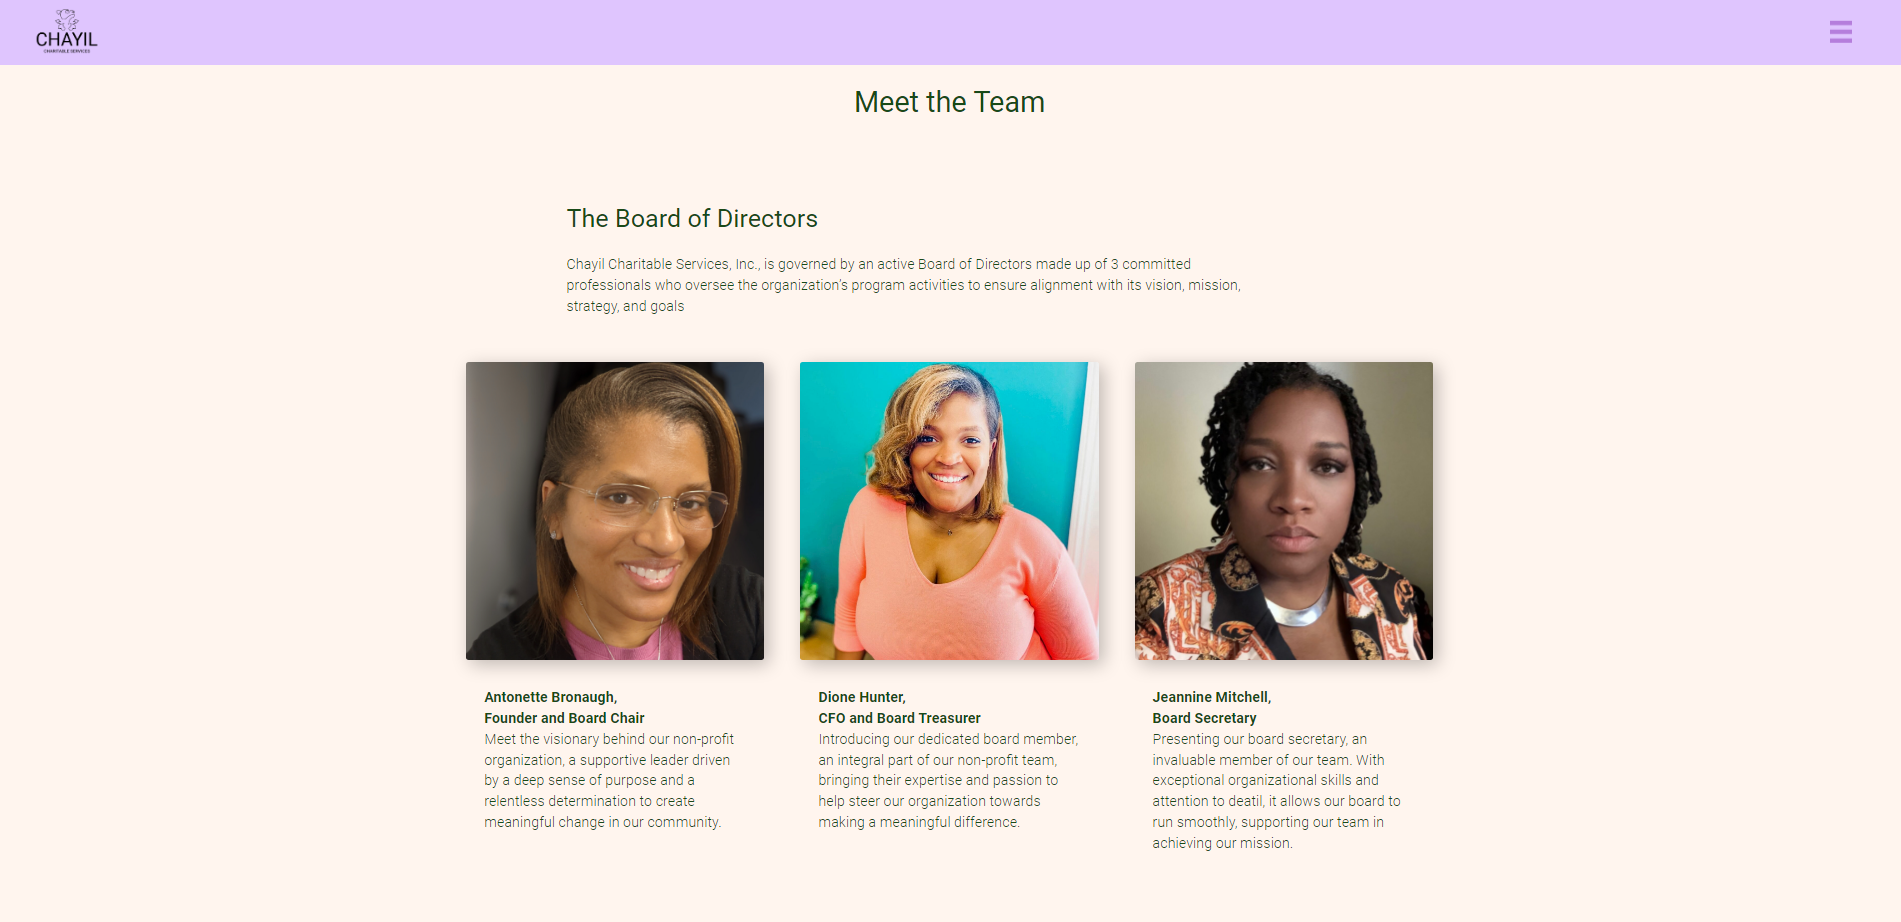 CHAYIL
CHARITABLE SERVICES
Meet the Team
The Board of Directors
Chayil Charitable Services, Inc., is governed by an active Board of Directors made up of 3 committed
professionals who oversee the organization's program activities to ensure alignment with its vision, mission,
strategy, and goals
Antonette Bronaugh,
Founder and Board Chair
Meet the visionary behind our non-profit
organization, a supportive leader driven
by a deep sense of purpose and a
relentless determination to create
meaningful change in our community.
Dione Hunter,
CFO and Board Treasurer
Introducing our dedicated board member,
an integral part of our non-profit team,
bringing their expertise and passion to
help steer our organization towards
making a meaningful difference.
Jeannine Mitchell,
Board Secretary
Presenting our board secretary, an
invaluable member of our team. With
exceptional organizational skills and
attention to deatil, it allows our board to
run smoothly, supporting our team in
achieving our mission.